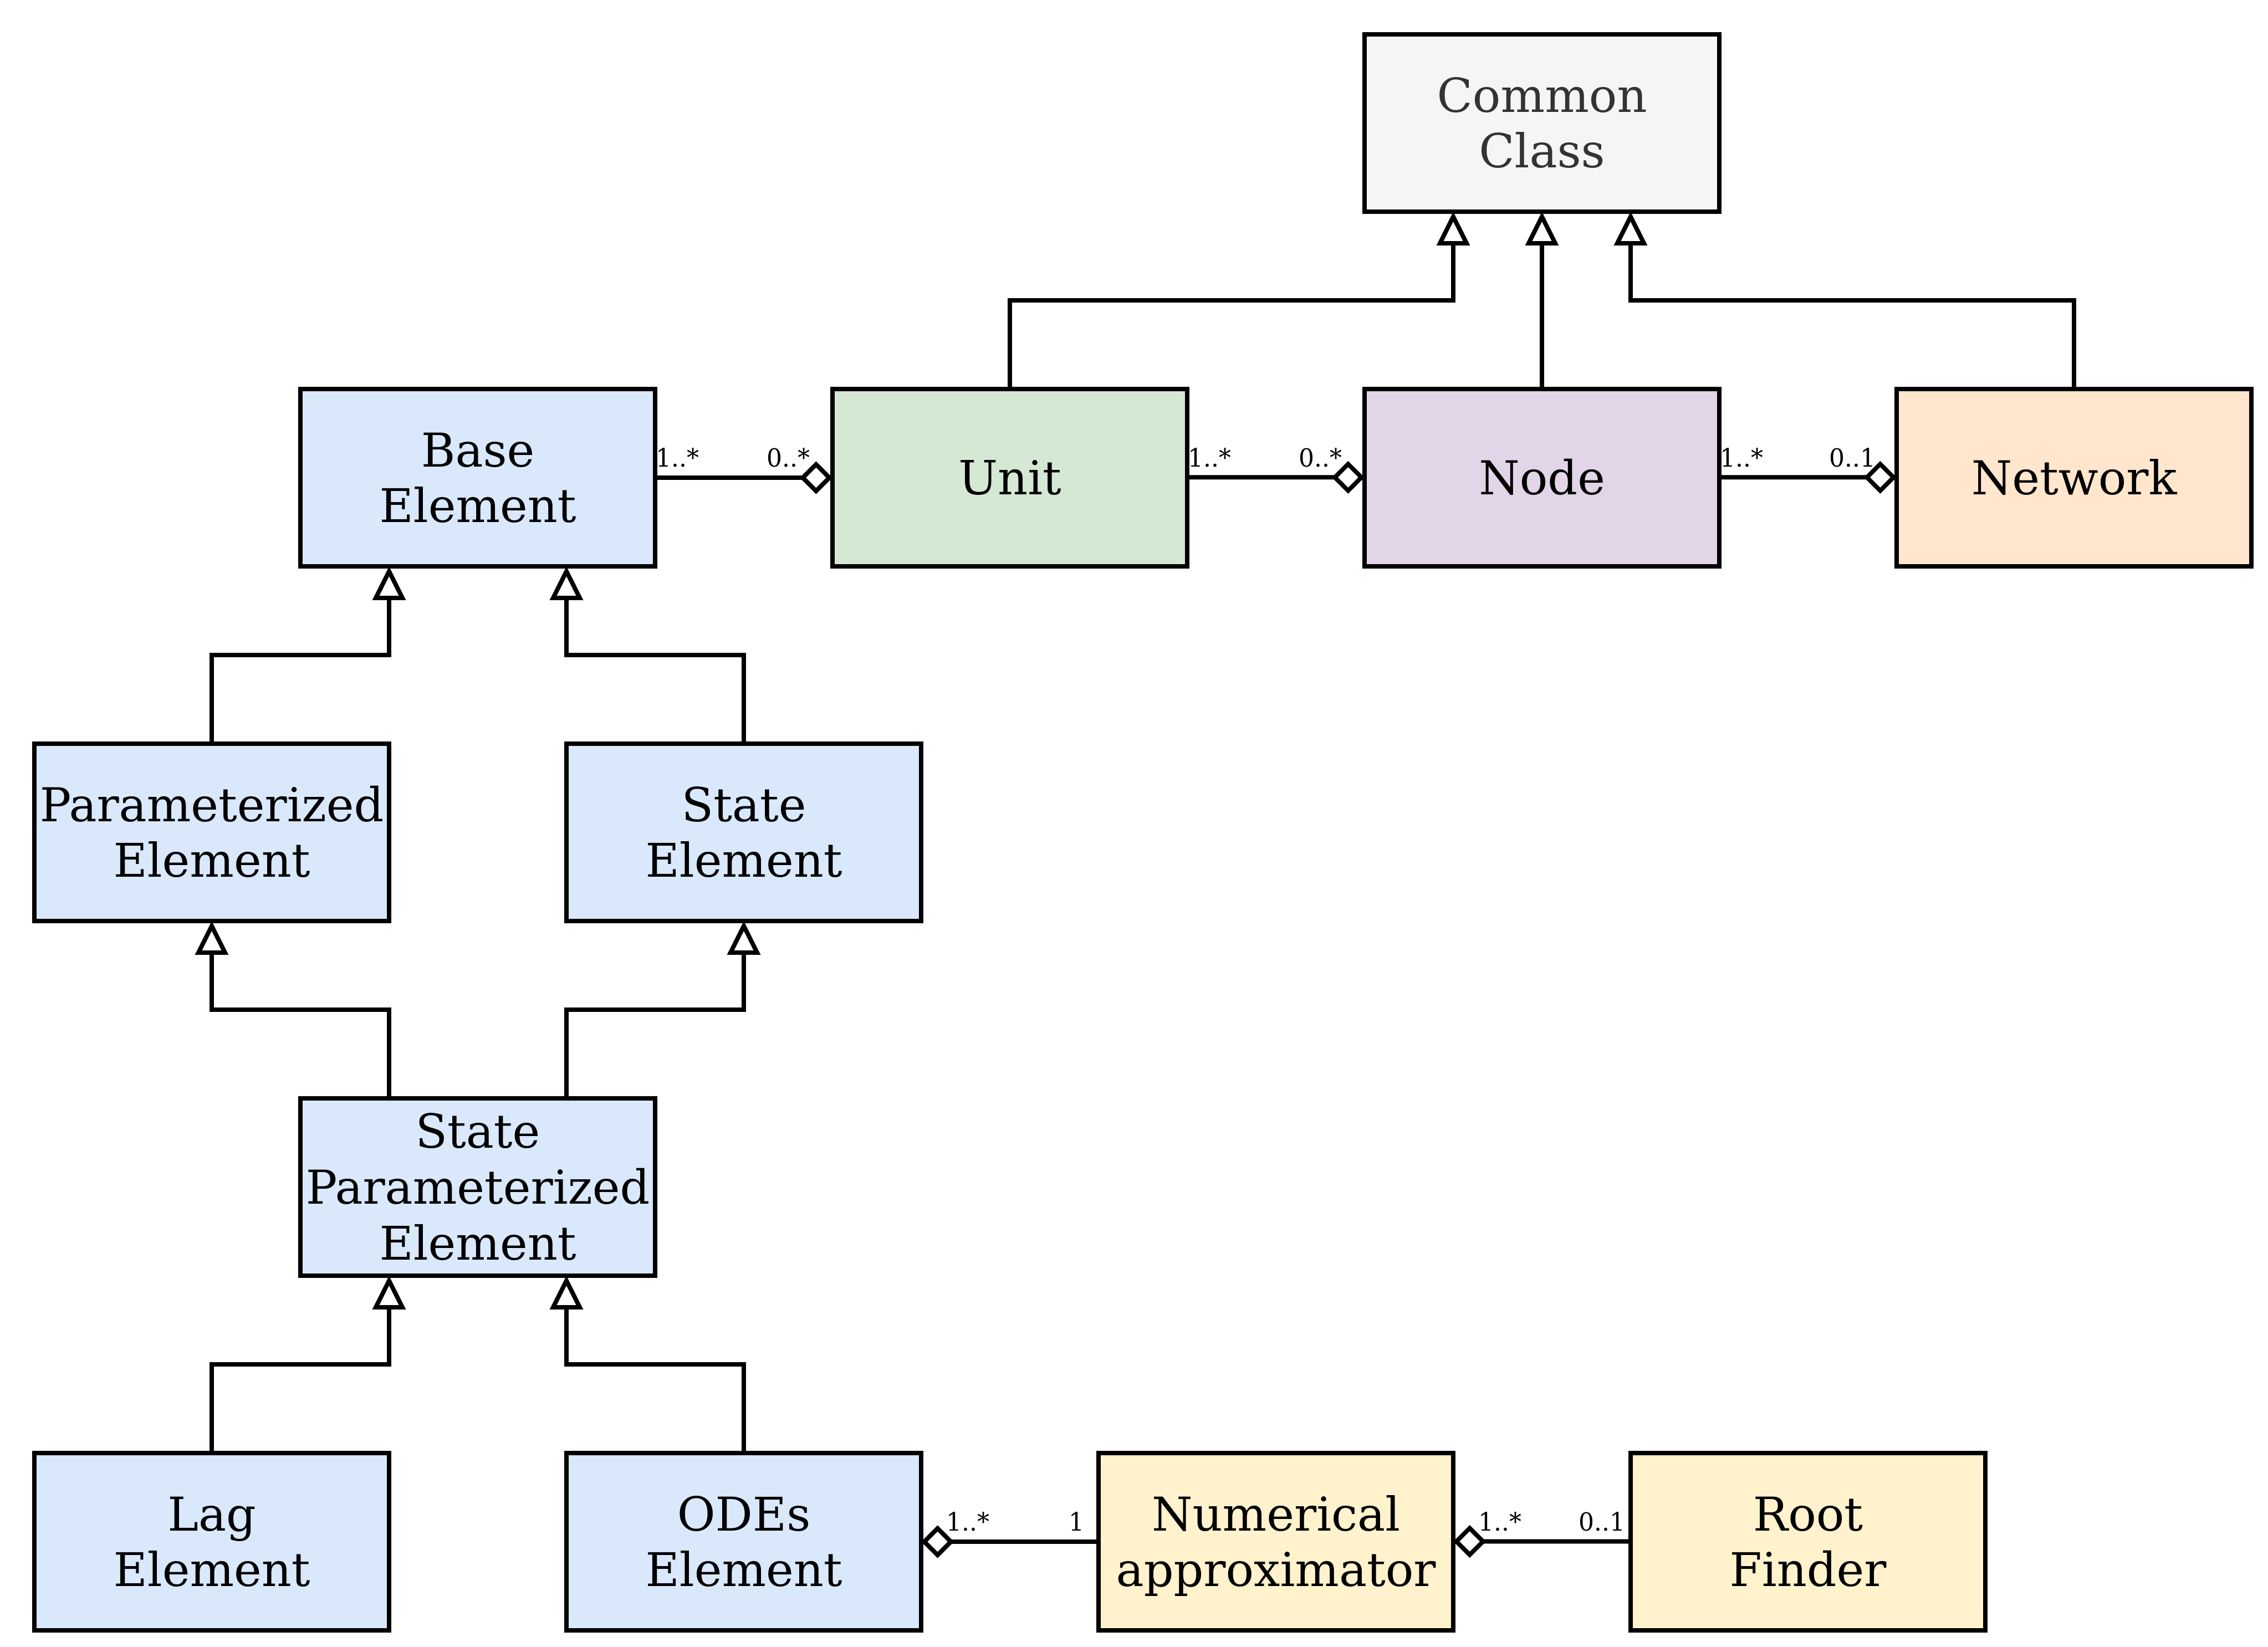 Common
Class
Base
Element
1..*
0..*
Unit
1..*
0..*
Node
1..*
0..1
Network
Parameterized
Element
State
Element
State
Parameterized
Element
Lag
Element
ODEs
Element
1..*
1
Numerical
approximator
1..*
0..1
Root
Finder